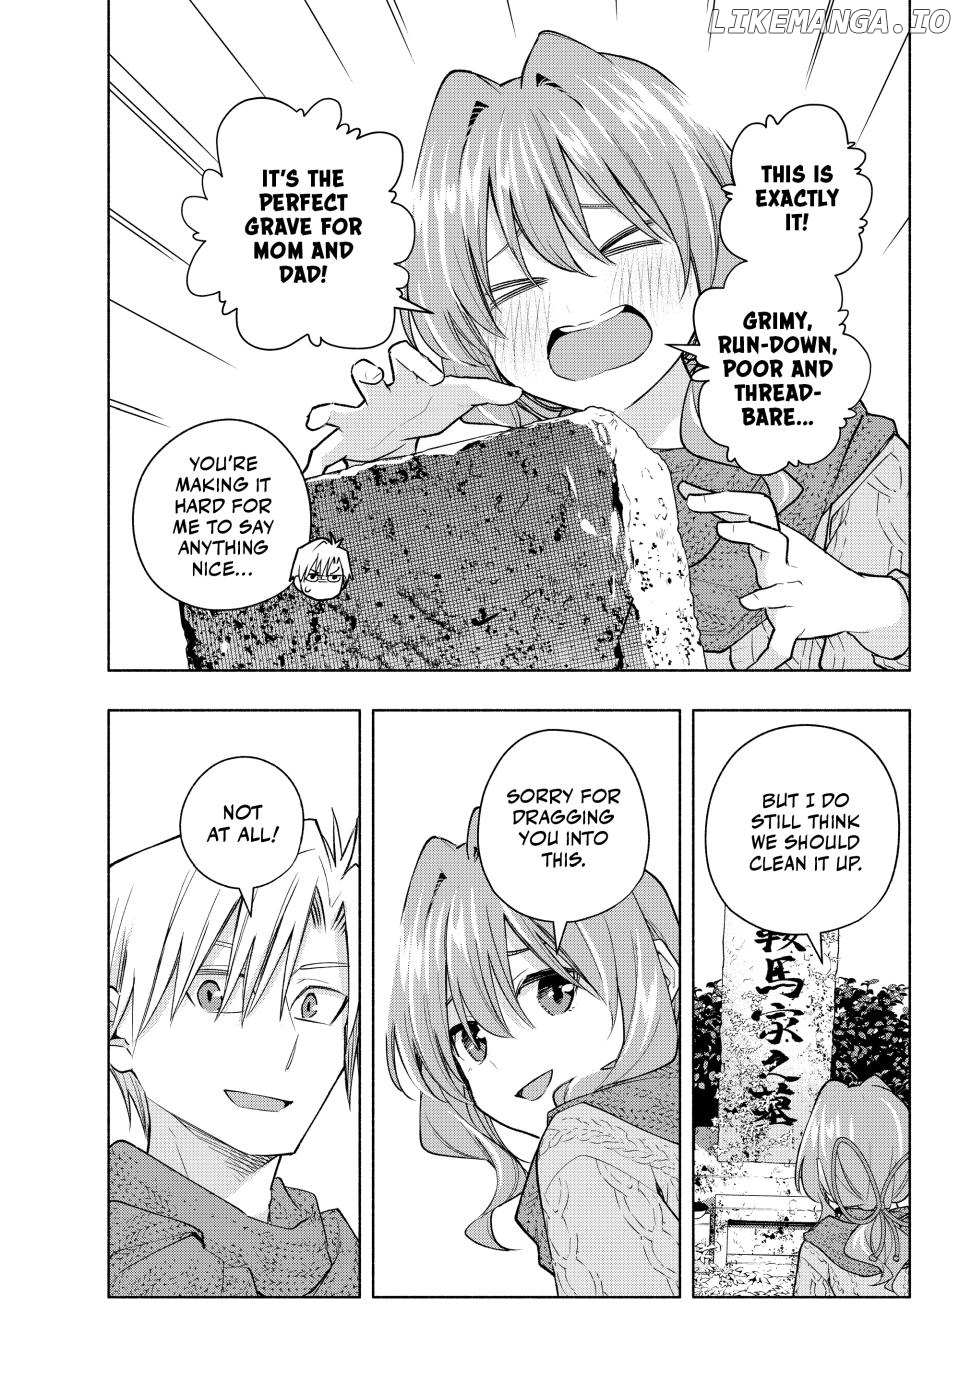 LIKEMANGA.IO
THIS IS
EXACTLY
IT!
GRIMY,
RUN-DOWN,
POOR AND
THREAD-
BARE...
IT'S THE
PERFECT
GRAVE FOR
MOM AND
DAD!
YOU'RE
MAKING IT
HARD FOR
ME TO SAY
ANYTHING
NICE...
BUT I DO
STILL THINK
WE SHOULD
CLEAN IT UP.
鞍馬家之墓
SORRY FOR
DRAGGING
YOU INTO
THIS.
NOT
AT ALL!